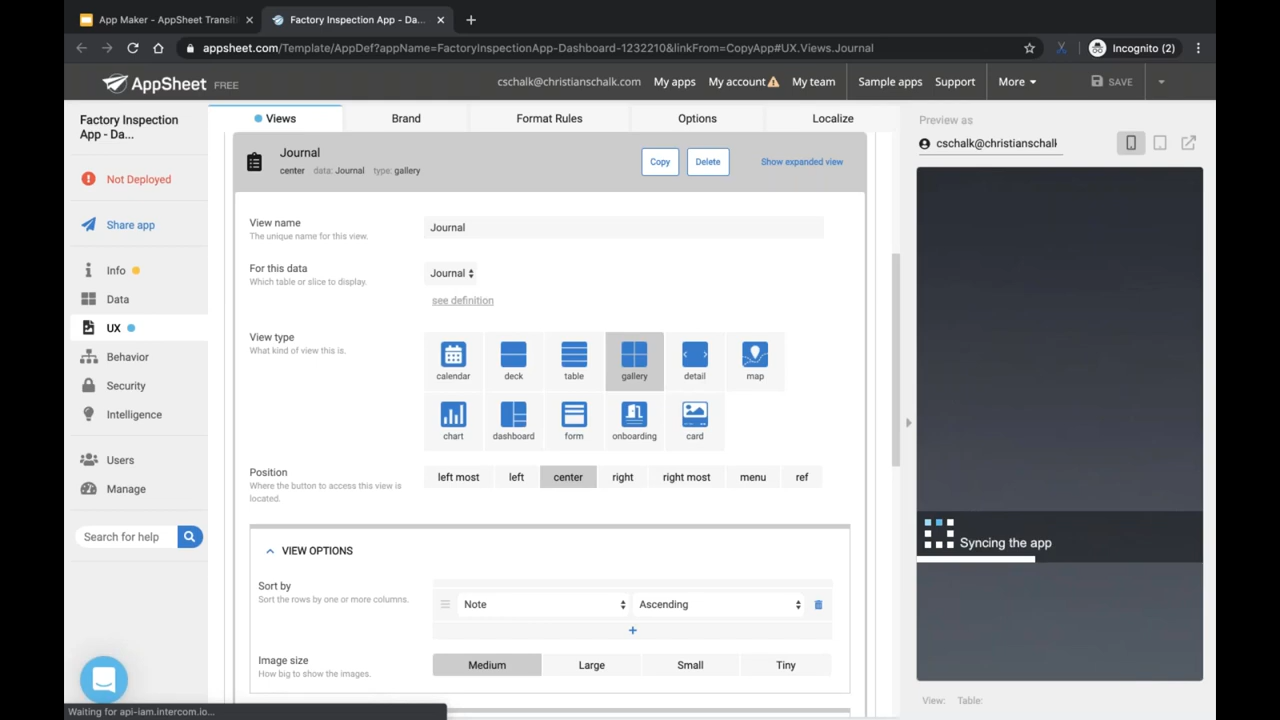 App Maker - AppSheet Transiti
Factory Inspection App - Da...
appsheet.com/Template/AppDef?appName=FactoryInspectionApp-Dashboard-1232210&linkFrom=CopyApp#UX.Views.Journal
Incognito (2)
AppSheet FREE
cschalk@christianschalk.com
My apps
My account
My team
Sample apps
Support
More
SAVE
Factory Inspection
App - Da...
Not Deployed
Share app
Info
Data
UX
Behavior
Security
Intelligence
Users
Manage
Search for help
Views
Brand
Format Rules
Options
Localize
Journal
center data: Journal type: gallery
Copy
Delete
Show expanded view
View name
The unique name for this view.
Journal
For this data
Which table or slice to display.
Journal
see definition
View type
What kind of view this is.
calendar
deck
table
gallery
detail
map
chart
dashboard
form
onboarding
card
Position
Where the button to access this view is
located.
left most
left
center
right
right most
menu
ref
VIEW OPTIONS
Sort by
Sort the rows by one or more columns.
Note
Ascending
Image size
How big to show the images.
Medium
Large
Small
Tiny
Preview as
cschalk@christianschalk
Syncing the app
View: Table:
Waiting for api-iam.intercom.io...